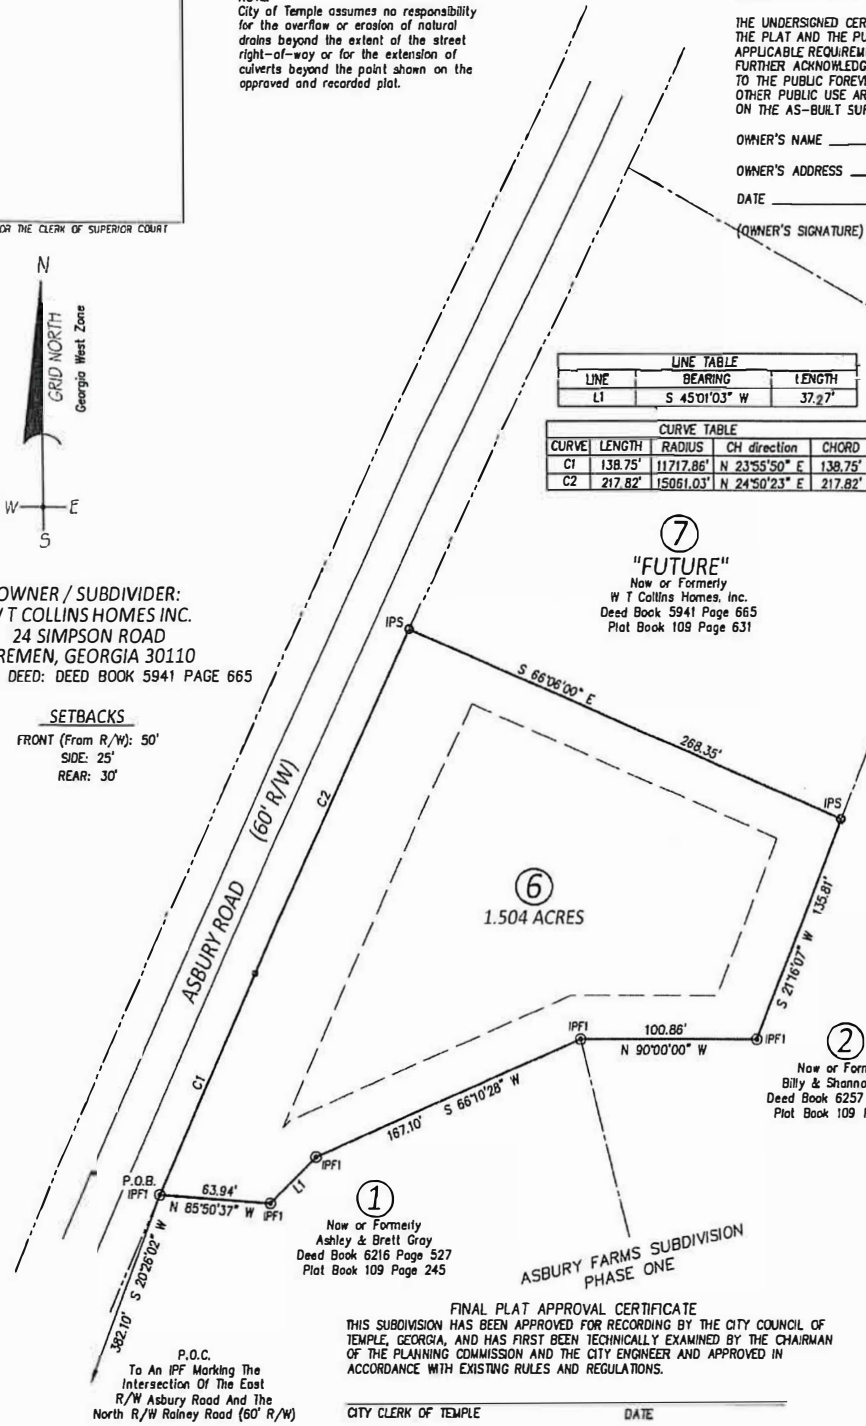 City of Temple assumes no responsibility
for the overflow or erosion of natural
drains beyond the extent of the street
right-of-way or for the extension of
culverts beyond the point shown on the
approved and recorded plat.
THE UNDERSIGNED
THE PLAT AND THE
APPLICABLE
FURTHER
TO THE PUBLIC
OTHER PUBLIC USE
ON THE AS-BUILT
OWNER'S NAME
OWNER'S ADDRESS
DATE
(OWNER'S SIGNATURE)
THE CLERK OF SUPERIOR COURT
N
GRID NORTH
Georgia West Zone
W E
S
LINE TABLE
LINE BEARING LENGTH
L1 S 45°01'03" W 37.27'
CURVE TABLE
CURVE LENGTH RADIUS CH direction CHORD
C1 138.75' 11717.86' N 23°55'50" E 138.75'
C2 217.82' 15061.03' N 24°50'23" E 217.82'
OWNER / SUBDIVIDER:
T COLLINS HOMES INC.
24 SIMPSON ROAD
REMEN, GEORGIA 30110
DEED: DEED BOOK 5941 PAGE 665
SETBACKS
FRONT (From R/W): 50'
SIDE: 25'
REAR: 30'
7
"FUTURE"
Now or Formerly
W T Collins Homes, Inc.
Deed Book 5941 Page 665
Plat Book 109 Page 631
IPS
S 66°06'00" E
268.35'
IPS
C2
ASBURY ROAD (60' R/W)
6
1.504 ACRES
S 21°16'07" W 135.81'
C1
IPF1
100.86'
N 90°00'00" W
IPF1
2
Now or
Billy &
Deed Book 6257
Plat Book 109
167.10' S 66°10'28" W
IPF1
P.O.B.
IPF1
63.94'
N 85°50'37" W
IPF1
L1
1
Now or Formerly
Ashley & Brett Gray
Deed Book 6216 Page 527
Plat Book 109 Page 245
ASBURY FARMS SUBDIVISION
PHASE ONE
382.10' S 20°26'02" W
P.O.C.
To An IPF Marking The
Intersection Of The East
R/W Asbury Road And The
North R/W Rainey Road (60' R/W)
FINAL PLAT APPROVAL CERTIFICATE
THIS SUBDIVISION HAS BEEN APPROVED FOR RECORDING BY THE CITY COUNCIL OF
TEMPLE, GEORGIA, AND HAS FIRST BEEN TECHNICALLY EXAMINED BY THE CHAIRMAN
OF THE PLANNING COMMISSION AND THE CITY ENGINEER AND APPROVED IN
ACCORDANCE WITH EXISTING RULES AND REGULATIONS.
CITY CLERK OF TEMPLE DATE